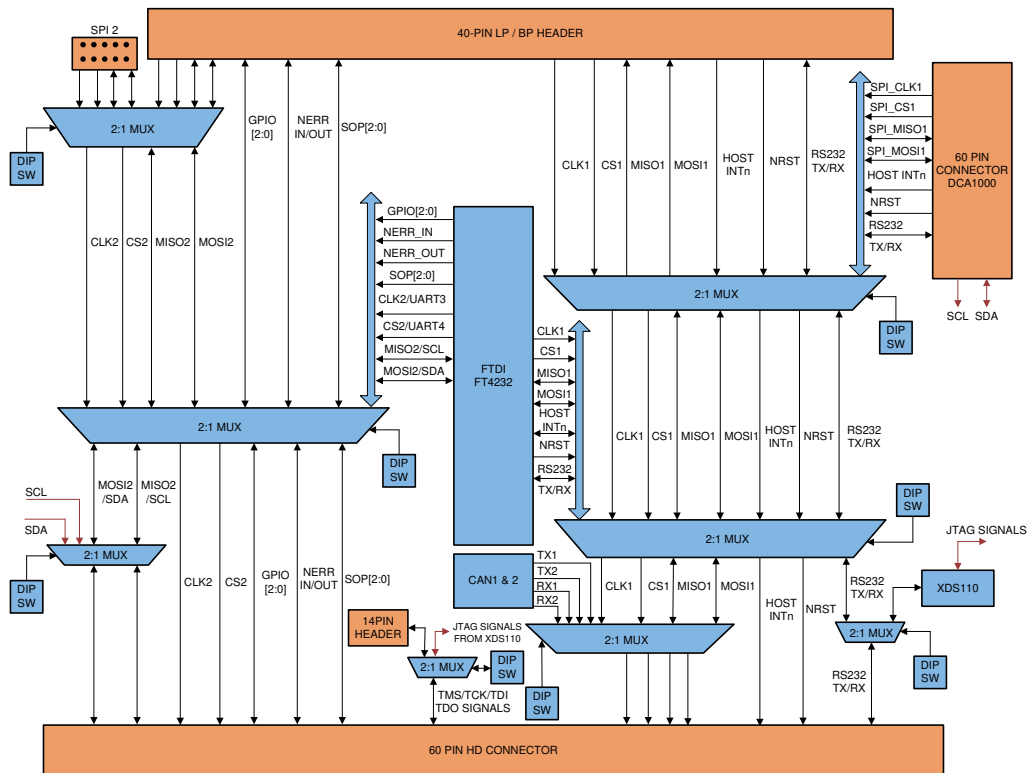 SPI 2
40-PIN LP / BP HEADER
2:1 MUX
DIP
SW
GPIO
[2:0]
NERR
IN/OUT
SOP[2:0]
CLK2
CS2
MISO2
MOSI2
CLK1
CS1
MISO1
MOSI1
HOST
INTn
NRST
RS232
TX/RX
SPI_CLK1
SPI_CS1
SPI_MISO1
SPI_MOSI1
HOST INTn
NRST
RS232
TX/RX
60 PIN
CONNECTOR
DCA1000
SCL
SDA
2:1 MUX
DIP
SW
GPIO[2:0]
NERR_IN
NERR_OUT
SOP[2:0]
CLK2/UART3
CS2/UART4
MISO2/SCL
MOSI2/SDA
FTDI
FT4232
CLK1
CS1
MISO1
MOSI1
HOST
INTn
NRST
RS232
TX/RX
CLK1
CS1
MISO1
MOSI1
HOST
INTn
NRST
RS232
TX/RX
2:1 MUX
DIP
SW
SCL
SDA
MOSI2
/SDA
MISO2
/SCL
2:1 MUX
DIP
SW
CLK2
CS2
GPIO
[2:0]
NERR
IN/OUT
SOP[2:0]
2:1 MUX
DIP
SW
CAN1 & 2
TX1
TX2
RX1
RX2
CLK1
CS1
MISO1
MOSI1
HOST
INTn
NRST
RS232
TX/RX
JTAG SIGNALS
XDS110
2:1 MUX
DIP
SW
RS232
TX/RX
2:1 MUX
DIP
SW
14PIN
HEADER
JTAG SIGNALS
FROM XDS110
2:1 MUX
DIP
SW
TMS/TCK/TDI
TDO SIGNALS
60 PIN HD CONNECTOR